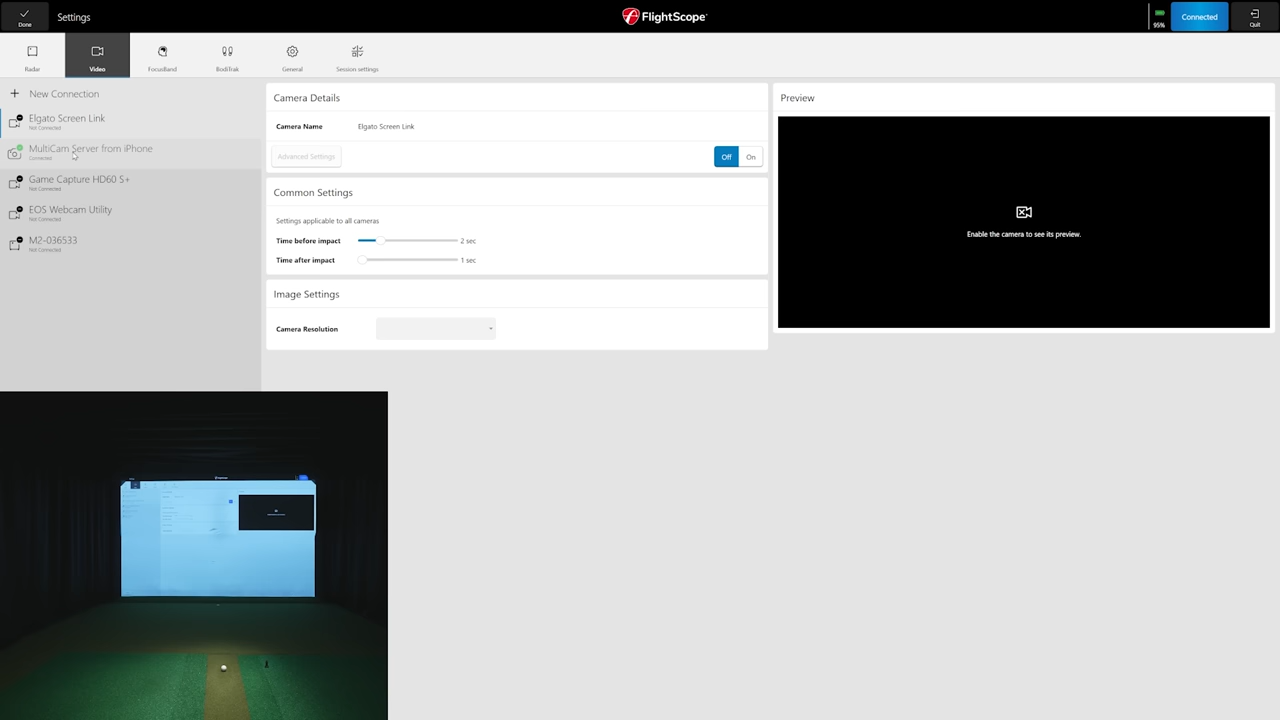 Done
Settings
FlightScope
95%
Connected
Quit
Radar
Video
FocusBand
BodiTrak
General
Session settings
New Connection
Elgato Screen Link
Not Connected
MultiCam Server from iPhone
Connected
Game Capture HD60 S+
Not Connected
EOS Webcam Utility
Not Connected
M2-036533
Not Connected
Camera Details
Camera Name
Elgato Screen Link
Advanced Settings
Off
On
Common Settings
Settings applicable to all cameras
Time before impact
2 sec
Time after impact
1 sec
Image Settings
Camera Resolution
Preview
Enable the camera to see its preview.